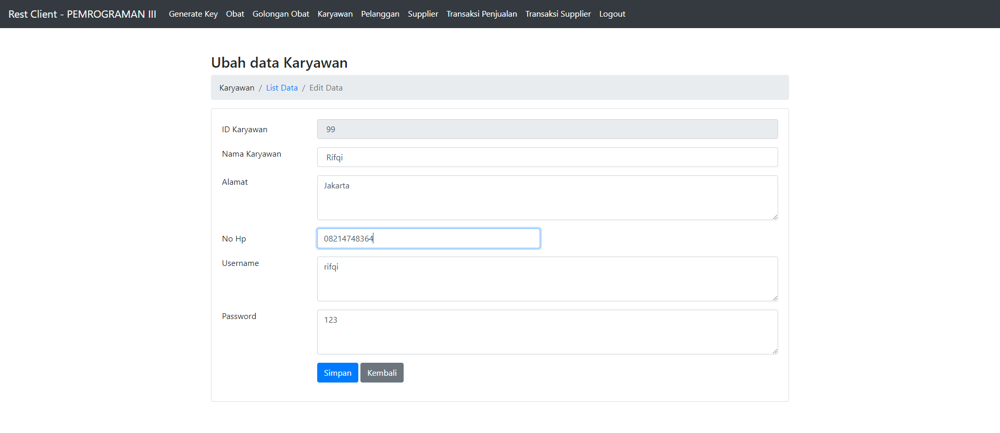 Rest Client - PEMROGRAMAN III Generate Key Obat Golongan Obat Karyawan Pelanggan Supplier Transaksi Penjualan Transaksi Supplier Logout
Ubah data Karyawan
Karyawan / List Data / Edit Data
ID Karyawan 99
Nama Karyawan Rifqi
Alamat Jakarta
No Hp 08214748364
Username rifqi
Password 123
Simpan Kembali